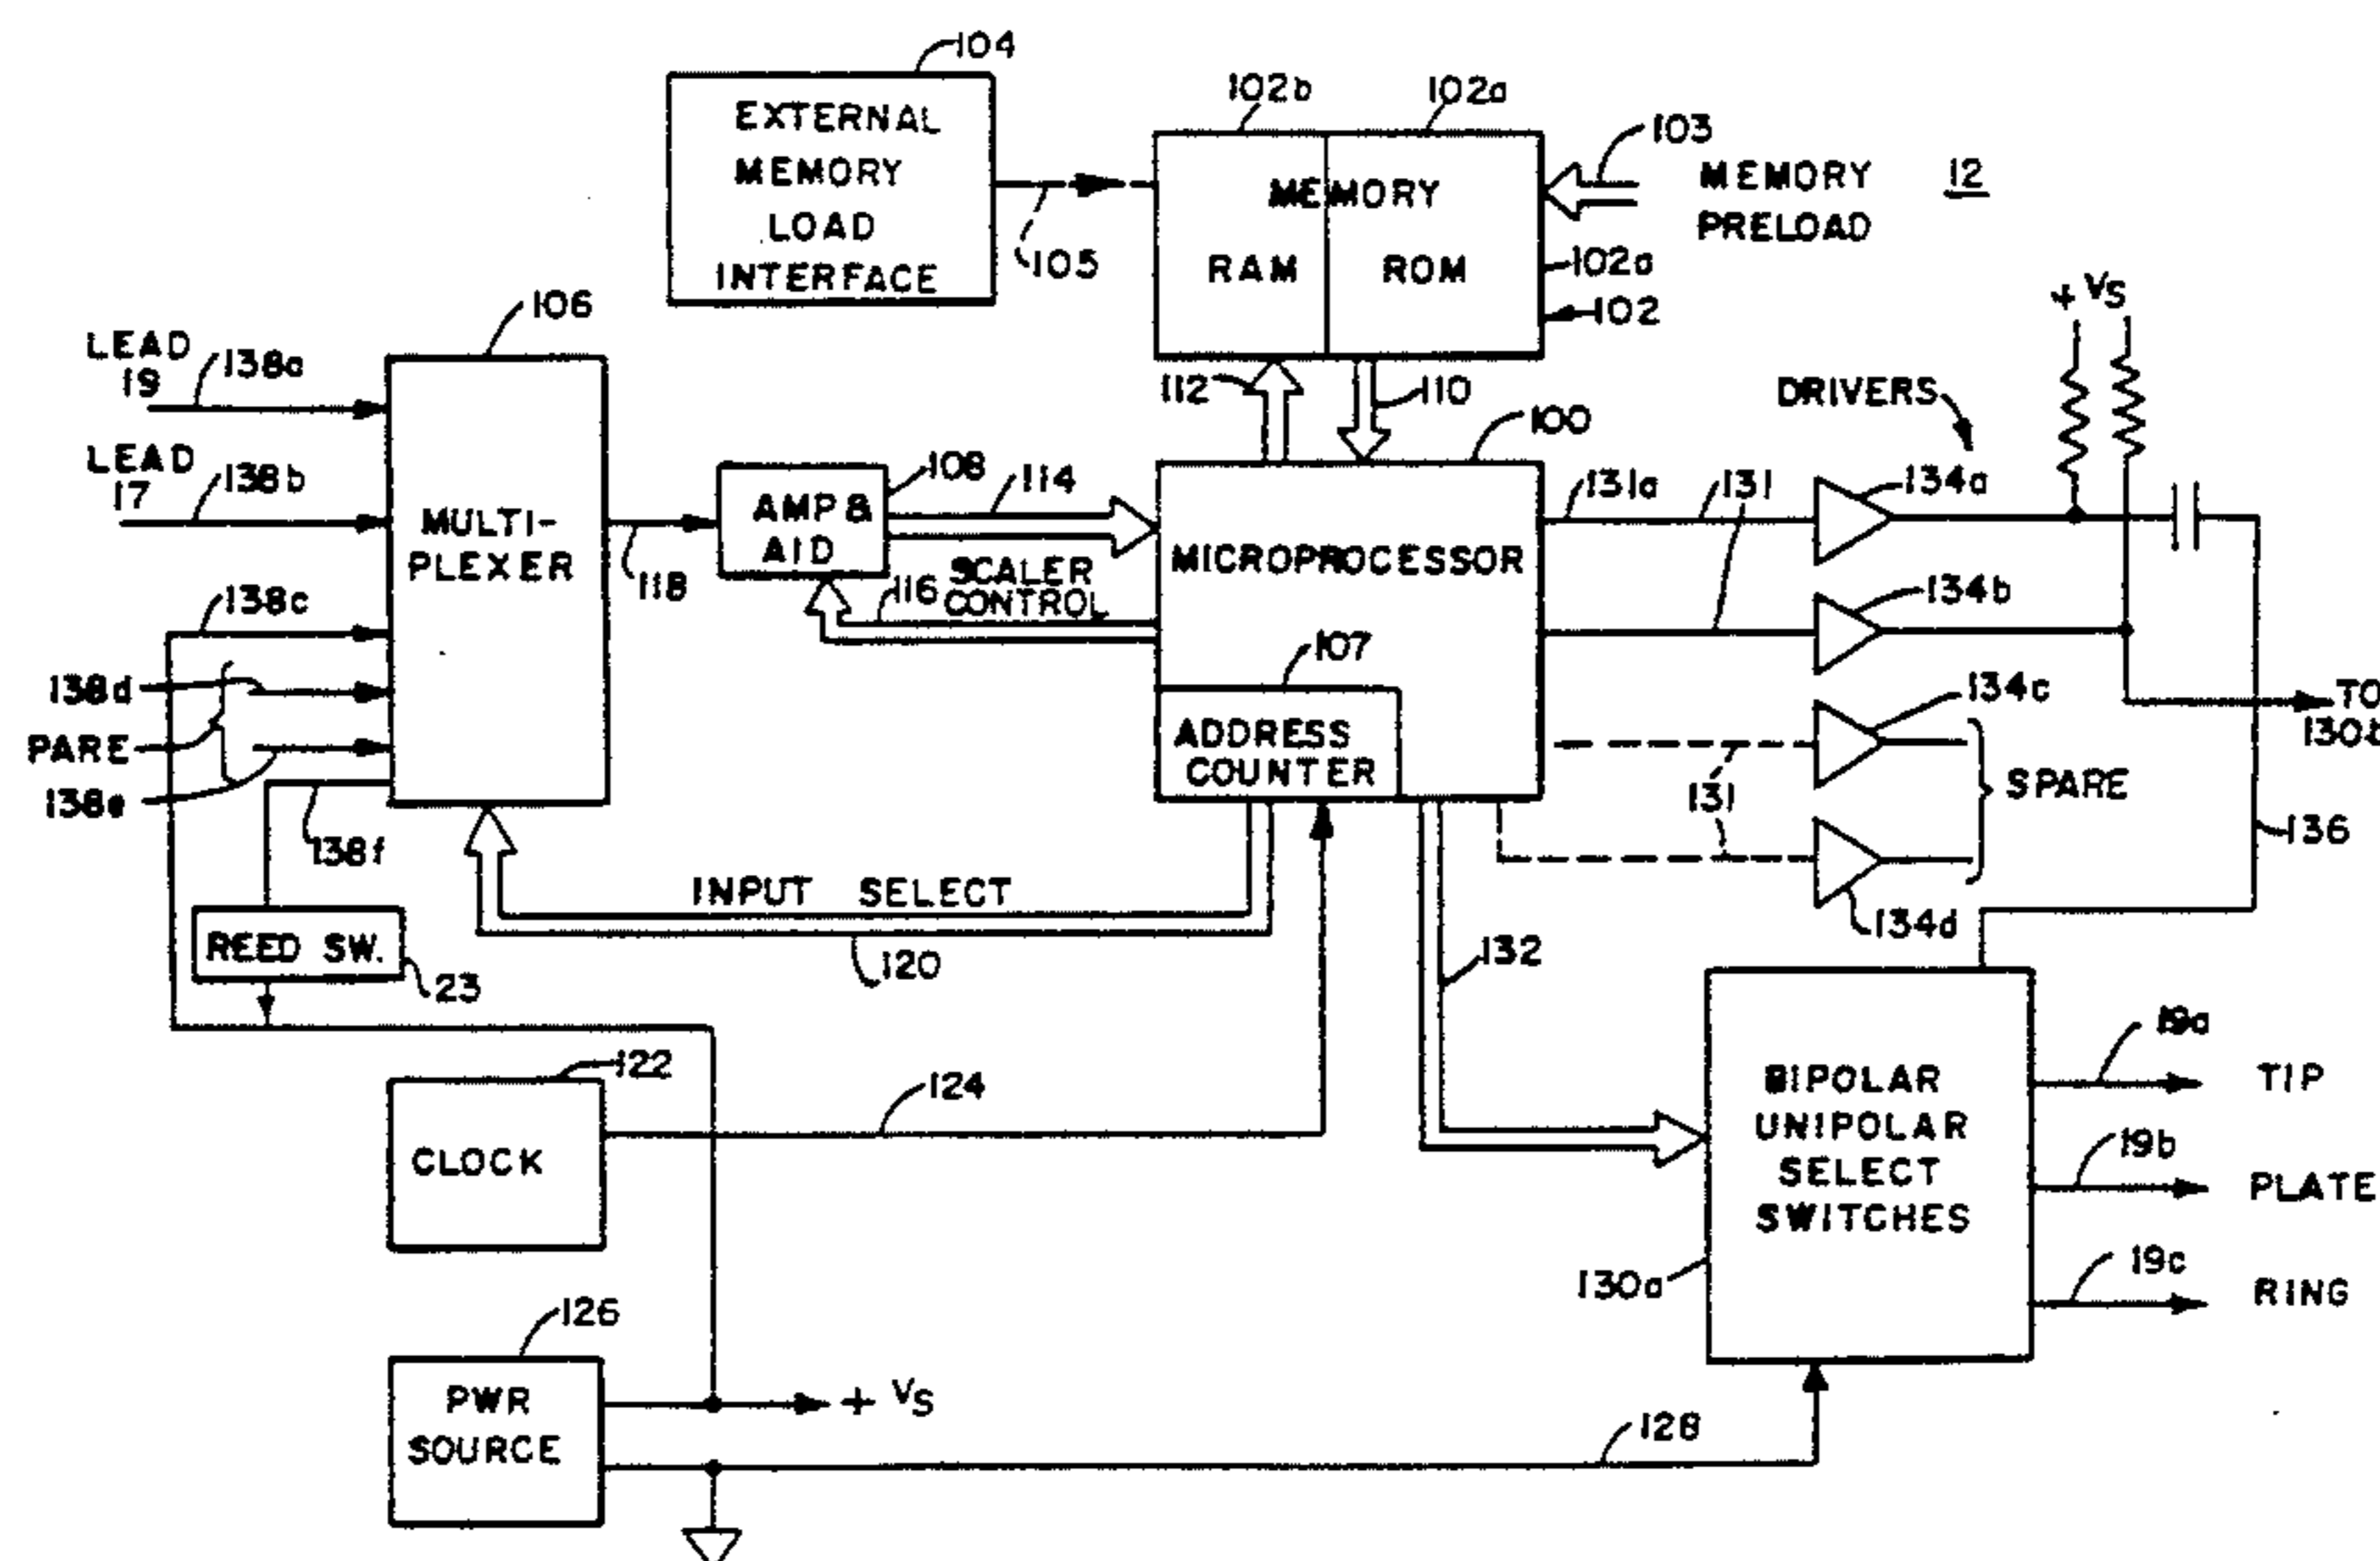 104
EXTERNAL
MEMORY
LOAD
INTERFACE
105
102b
102a
MEMORY
RAM
ROM
103
MEMORY
PRELOAD
12
102a
102
106
LEAD
19
138a
LEAD
17
138b
138c
138d
PARE
138e
138f
MULTI-
PLEXER
118
108
AMP &
A/D
114
116
SCALER
CONTROL
112
110
100
MICROPROCESSOR
107
ADDRESS
COUNTER
131a
131
DRIVERS
+ VS
134a
134b
134c
134d
131
SPARE
TO
130b
136
REED SW.
23
INPUT SELECT
120
132
122
CLOCK
124
126
PWR
SOURCE
+ VS
128
BIPOLAR
UNIPOLAR
SELECT
SWITCHES
130a
19a
TIP
19b
PLATE
19c
RING